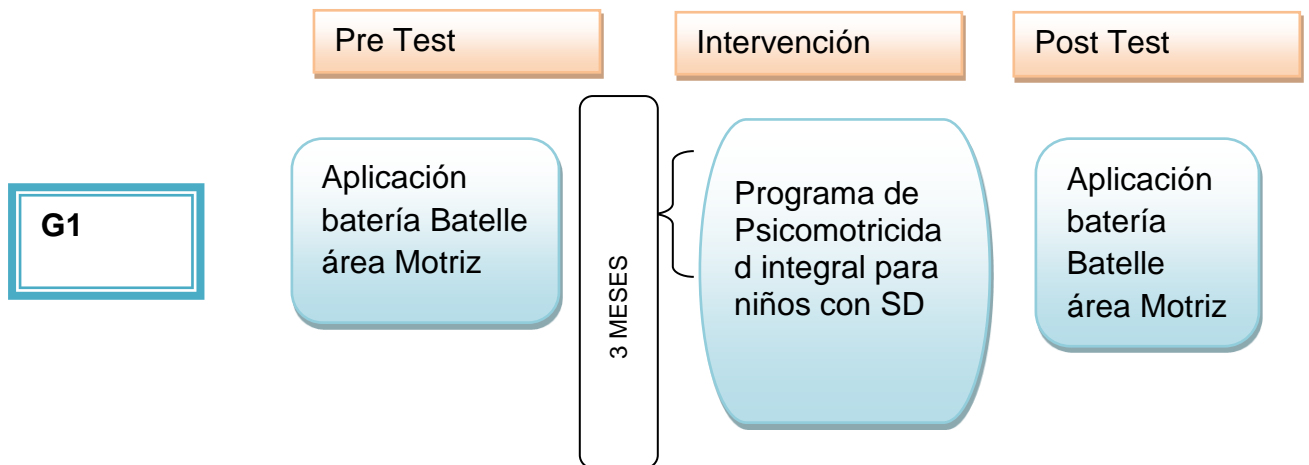 Pre Test
Intervención
Post Test
G1
Aplicación
batería Batelle
área Motriz
3 MESES
Programa de
Psicomotricida
d integral para
niños con SD
Aplicación
batería
Batelle
área Motriz